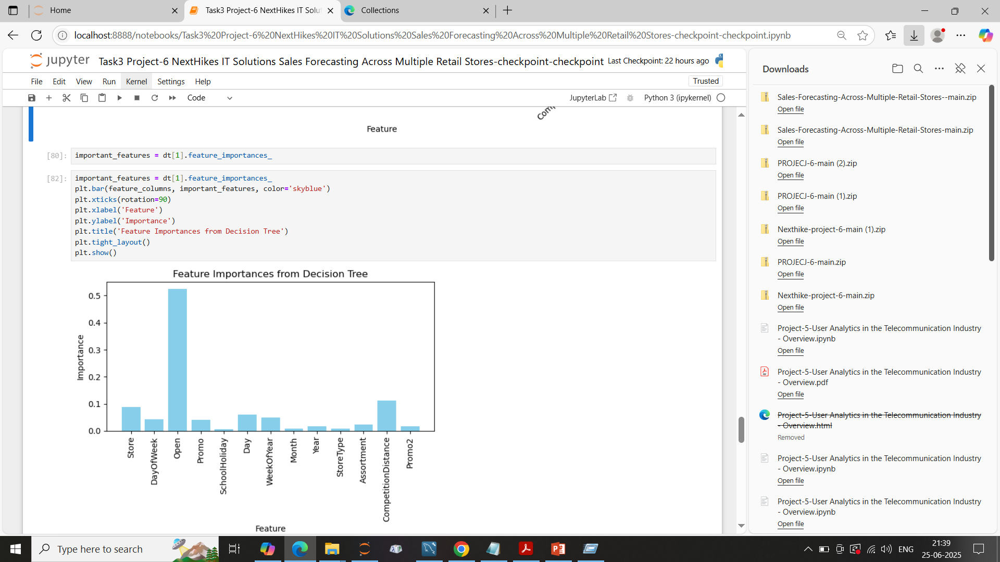 Home
Task3 Project-6 NextHikes IT Solut
Collections
localhost:8888/notebooks/Task3%20Project-6%20NextHikes%20IT%20Solutions%20Sales%20Forecasting%20Across%20Multiple%20Retail%20Stores-checkpoint-checkpoint.ipynb
jupyter Task3 Project-6 NextHikes IT Solutions Sales Forecasting Across Multiple Retail Stores-checkpoint-checkpoint Last Checkpoint: 22 hours ago
File Edit View Run Kernel Settings Help Trusted
Code JupyterLab Python 3 (ipykernel)
Comp
Feature
[80]: important_features = dt[1].feature_importances_
[82]: important_features = dt[1].feature_importances_
plt.bar(feature_columns, important_features, color='skyblue')
plt.xticks(rotation=90)
plt.xlabel('Feature')
plt.ylabel('Importance')
plt.title('Feature Importances from Decision Tree')
plt.tight_layout()
plt.show()
Feature Importances from Decision Tree
Importance
0.5
0.4
0.3
0.2
0.1
0.0
Store
DayOfWeek
Open
Promo
SchoolHoliday
Day
WeekOfYear
Month
Year
StoreType
Assortment
CompetitionDistance
Promo2
Feature
Downloads
Sales-Forecasting-Across-Multiple-Retail-Stores--main.zip
Open file
Sales-Forecasting-Across-Multiple-Retail-Stores-main.zip
Open file
PROJECJ-6-main (2).zip
Open file
PROJECJ-6-main (1).zip
Open file
Nexthike-project-6-main (1).zip
Open file
PROJECJ-6-main.zip
Open file
Nexthike-project-6-main.zip
Open file
Project-5-User Analytics in the Telecommunication Industry
- Overview.ipynb
Open file
Project-5-User Analytics in the Telecommunication Industry
- Overview.pdf
Open file
Project-5-User Analytics in the Telecommunication Industry
- Overview.html
Removed
Project-5-User Analytics in the Telecommunication Industry
- Overview.ipynb
Open file
Project-5-User Analytics in the Telecommunication Industry
- Overview.ipynb
Open file
Type here to search
ENG
21:39
25-06-2025